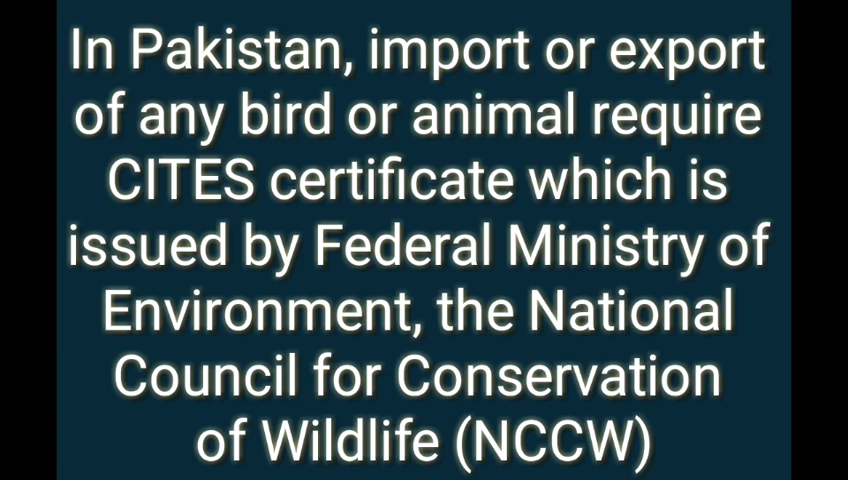 In Pakistan, import or export
of any bird or animal require
CITES certificate which is
issued by Federal Ministry of
Environment, the National
Council for Conservation
of Wildlife (NCCW)